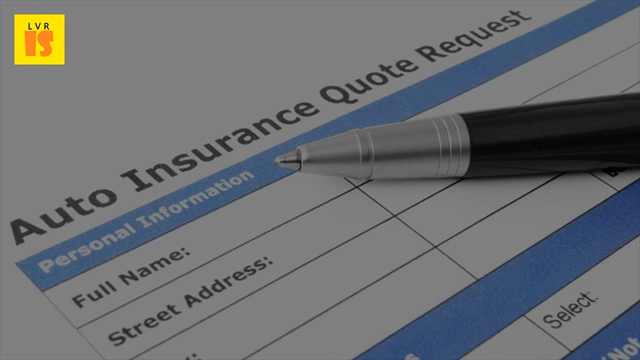 LVR
IS
Auto Insurance Quote Request
Personal Information
Full Name:
Street Address:
Select: